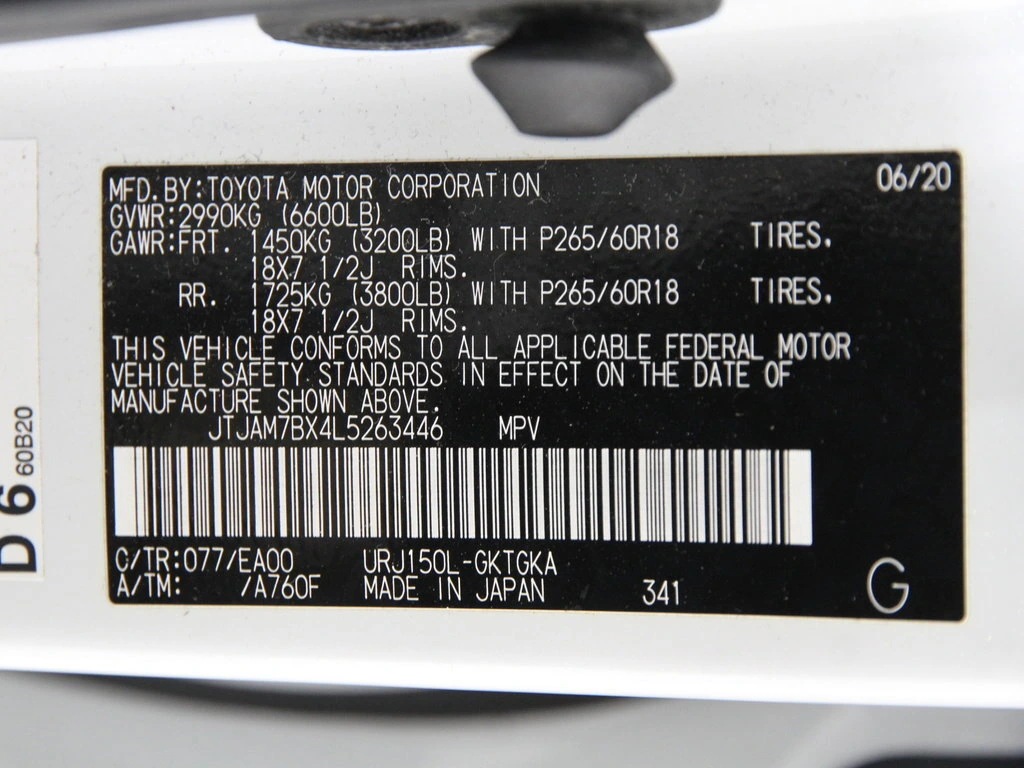 MFD.BY:TOYOTA MOTOR CORPORATION 06/20
GVWR:2990KG (6600LB)
GAWR:FRT. 1450KG (3200LB) WITH P265/60R18 TIRES.
18X7 1/2J RIMS.
RR. 1725KG (3800LB) WITH P265/60R18 TIRES.
18X7 1/2J RIMS.
THIS VEHICLE CONFORMS TO ALL APPLICABLE FEDERAL MOTOR
VEHICLE SAFETY STANDARDS IN EFFECT ON THE DATE OF
MANUFACTURE SHOWN ABOVE.
JTJAM7BX4L5263446 MPV
C/TR:077/EA00 URJ150L-GKTGKA
A/TM: /A760F MADE IN JAPAN 341 G
D 6 60B20